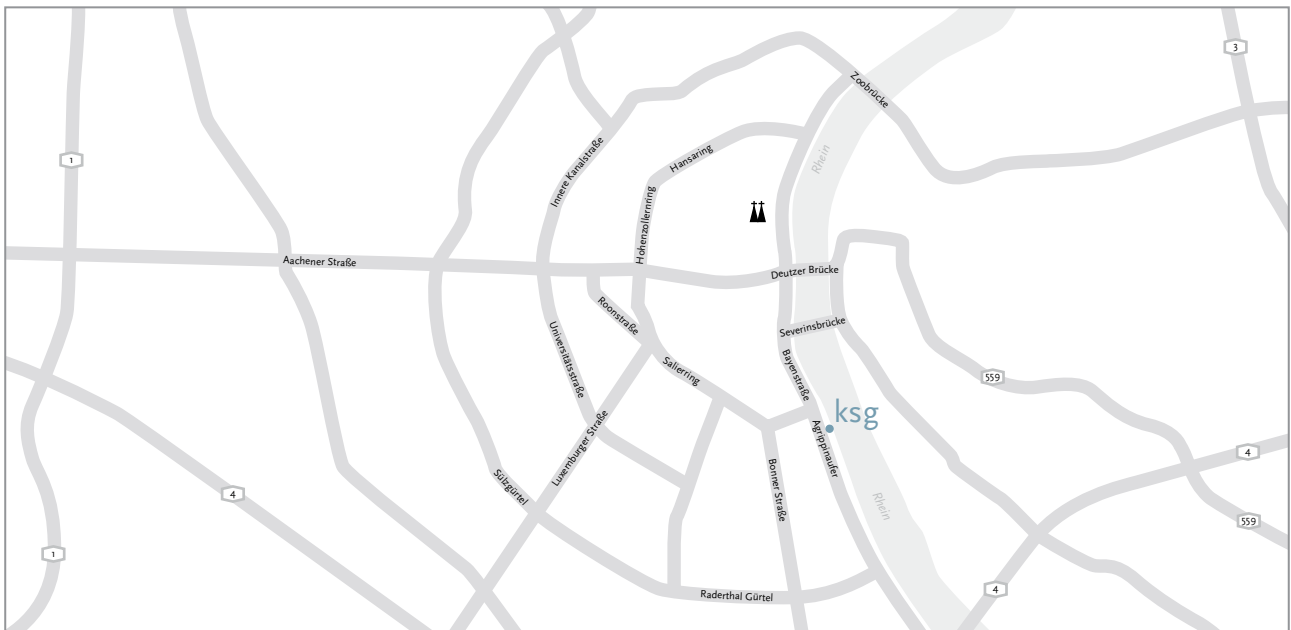 3
Zoobrücke
Rhein
1
Innere Kanalstraße
Hansaring
Hohenzollernring
Aachener Straße
Deutzer Brücke
Roonstraße
Severinsbrücke
Universitätsstraße
Salierring
Bayenstraße
559
ksg
Luxemburger Straße
Agrippinaufer
4
Bonner Straße
Sülzgürtel
4
Rhein
559
1
4
Raderthal Gürtel